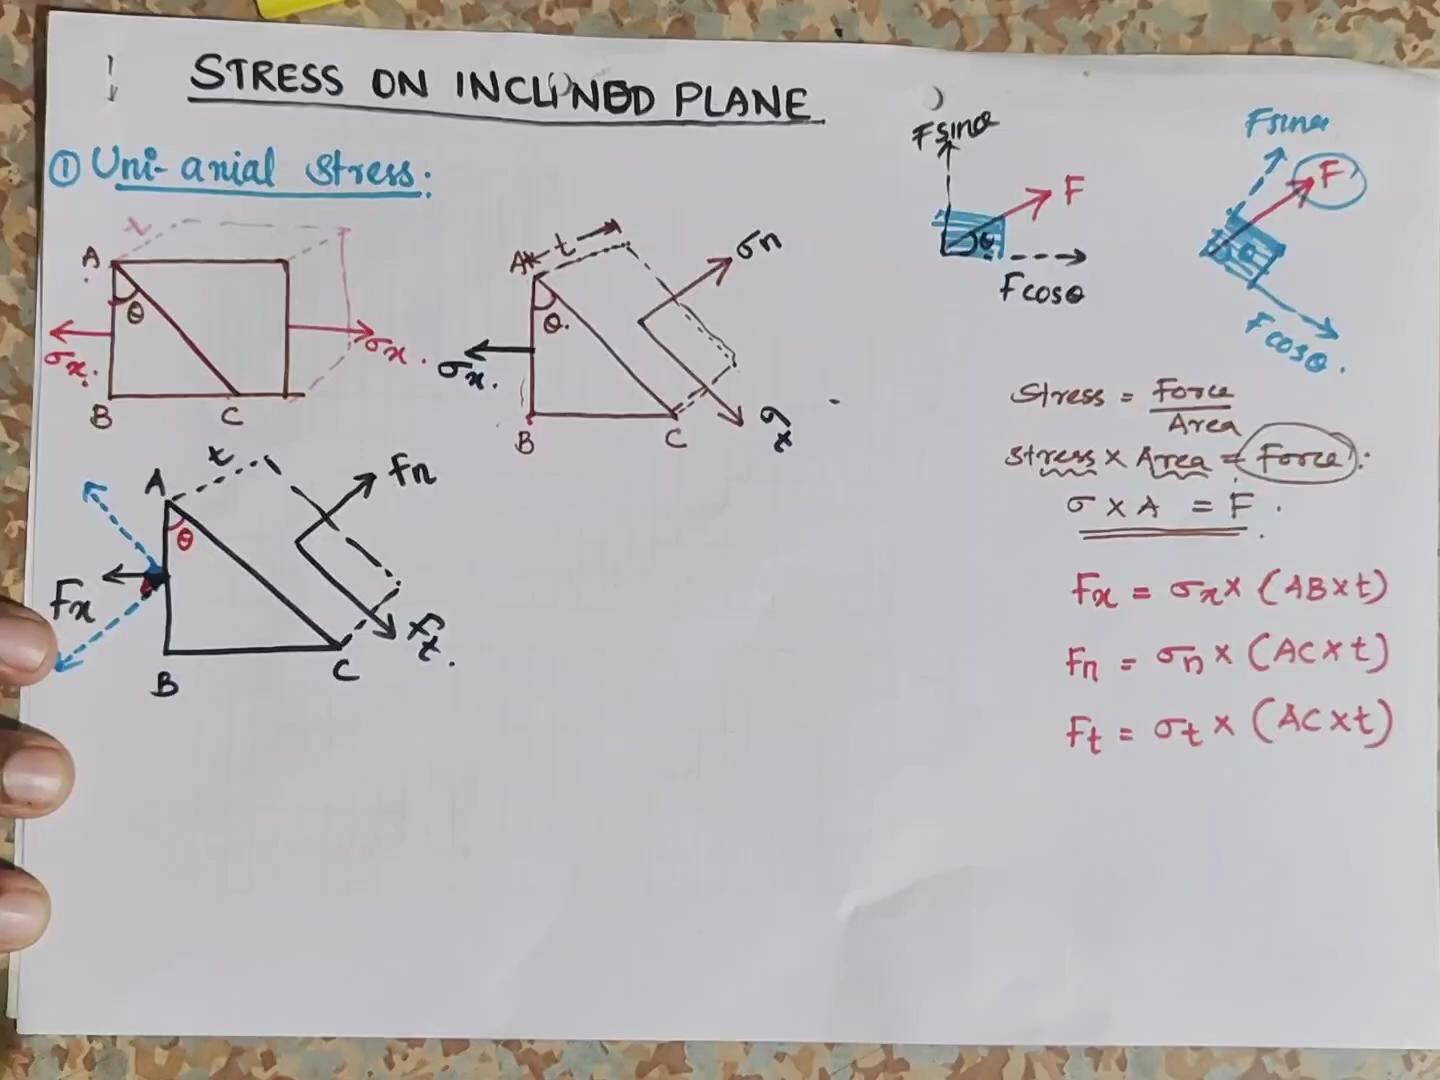 STRESS ON INCLINED PLANE
① Uni-anial stress:
t
A
θ
σx.
σx.
B
C
A
t
σn
θ.
σx.
σt
B
C
Fsinθ
F
θ
Fcosθ
Fsinθ
F
θ
Fcosθ.
Stress = Force
Area
Stress × Area = Force.
σ × A = F.
t
A
Fn
θ
Fx
Ft.
B
C
Fx = σx × (AB×t)
Fn = σn × (AC×t)
Ft = σt × (AC×t)